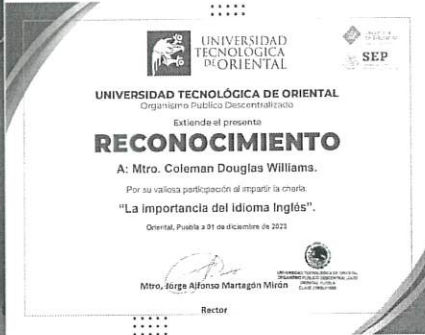 UNIVERSIDAD
TECNOLÓGICA
DE ORIENTAL
SEP
UNIVERSIDAD TECNOLÓGICA DE ORIENTAL
Organismo Publico Descentralizado
Extiende el presente
RECONOCIMIENTO
A: Mtro. Coleman Douglas Williams.
Por su valiosa participación al impartir la charla.
"La importancia del idioma Inglés".
Oriental, Puebla a 01 de diciembre de 2023
Mtro. Jorge Alfonso Martagón Mirón
Rector